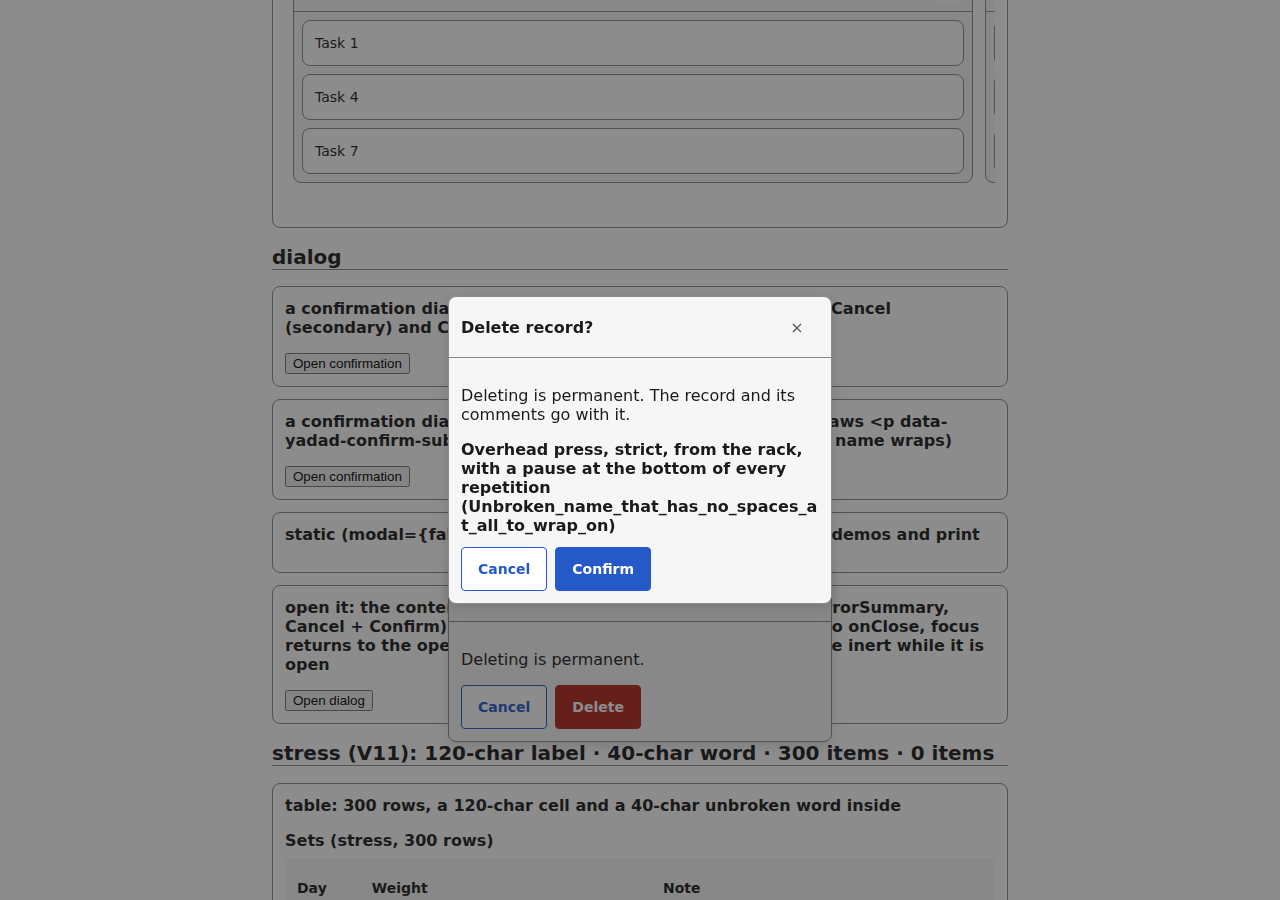 Task 1
Task 4
Task 7
dialog
a confirmation dia
Cancel
(secondary) and C
Open confirmation
a confirmation dia
aws <p data-
yadad-confirm-sub
name wraps)
Open confirmation
static (modal={fa
demos and print
open it: the conte
rorSummary,
Cancel + Confirm)
o onClose, focus
returns to the ope
e inert while it is
open
Open dialog
Delete record?
×
Deleting is permanent. The record and its
comments go with it.
Overhead press, strict, from the rack,
with a pause at the bottom of every
repetition
(Unbroken_name_that_has_no_spaces_a
t_all_to_wrap_on)
Cancel
Confirm
Deleting is permanent.
Cancel
Delete
stress (V11): 120-char label · 40-char word · 300 items · 0 items
table: 300 rows, a 120-char cell and a 40-char unbroken word inside
Sets (stress, 300 rows)
Day Weight Note